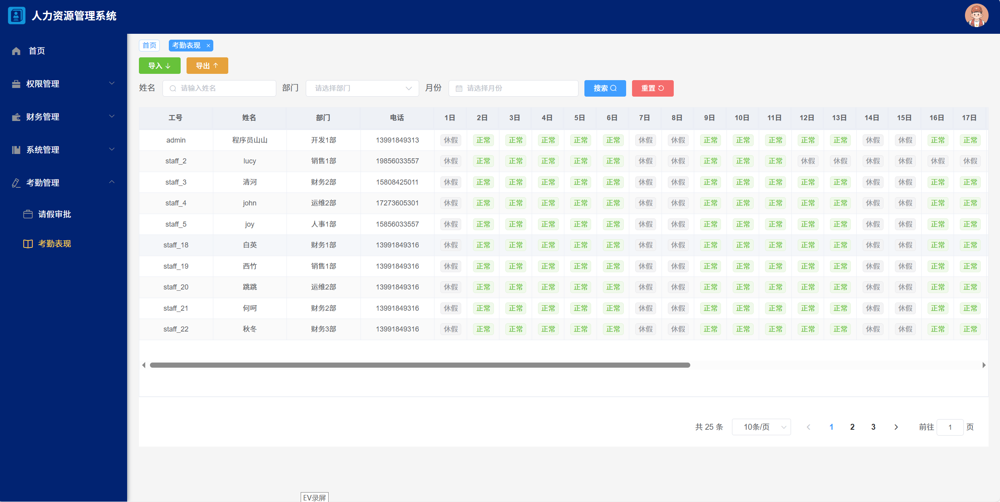 人力资源管理系统
首页
权限管理
财务管理
系统管理
考勤管理
请假审批
考勤表现
首页 考勤表现 ×
导入 导出
姓名 请输入姓名 部门 请选择部门 月份 请选择月份 搜索 重置
工号 姓名 部门 电话 1日 2日 3日 4日 5日 6日 7日 8日 9日 10日 11日 12日 13日 14日 15日 16日 17日
admin 程序员山山 开发1部 13991849313 休假 正常 正常 正常 正常 正常 休假 休假 正常 正常 正常 正常 正常 休假 休假 正常 正常
staff_2 lucy 销售1部 19856033557 休假 正常 正常 正常 正常 正常 休假 休假 正常 正常 正常 休假 休假 休假 休假 休假 休假
staff_3 清河 财务2部 15808425011 休假 正常 正常 正常 正常 正常 休假 休假 正常 正常 正常 正常 正常 休假 休假 正常 正常
staff_4 john 运维2部 17273605301 休假 正常 正常 正常 正常 正常 休假 休假 正常 正常 正常 正常 正常 休假 休假 正常 正常
staff_5 joy 人事1部 15856033557 休假 正常 正常 正常 正常 正常 休假 休假 正常 正常 正常 正常 正常 休假 休假 正常 正常
staff_18 白英 财务1部 13991849316 休假 正常 正常 正常 正常 正常 休假 休假 正常 正常 正常 正常 正常 休假 休假 正常 正常
staff_19 西竹 销售1部 13991849316 休假 正常 正常 正常 正常 正常 休假 休假 正常 正常 正常 正常 正常 休假 休假 正常 正常
staff_20 跳跳 运维2部 13991849316 休假 正常 正常 正常 正常 正常 休假 休假 正常 正常 正常 正常 正常 休假 休假 正常 正常
staff_21 何呵 财务2部 13991849316 休假 正常 正常 正常 正常 正常 休假 休假 正常 正常 正常 正常 正常 休假 休假 正常 正常
staff_22 秋冬 财务3部 13991849316 休假 正常 正常 正常 正常 正常 休假 休假 正常 正常 正常 正常 正常 休假 休假 正常 正常
共 25 条 10条/页 1 2 3 前往 1 页
EV录屏